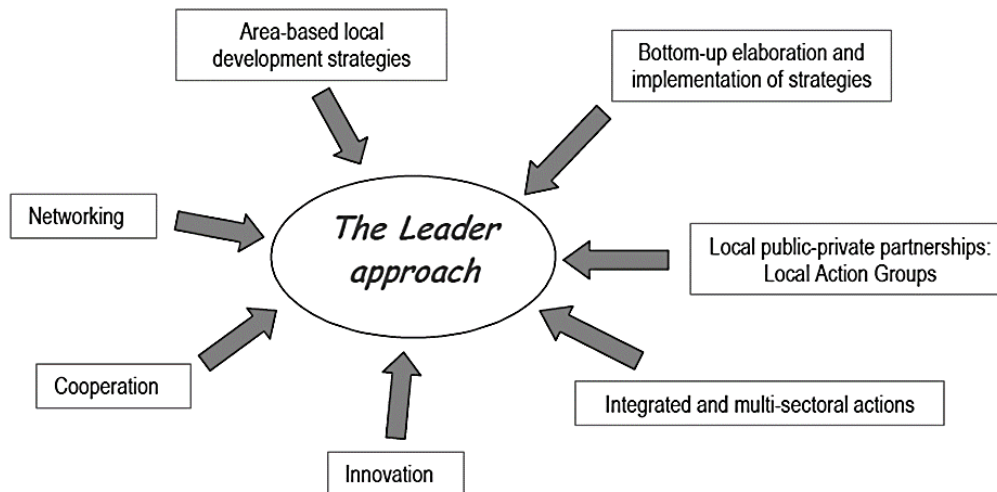 Area-based local
development strategies
Bottom-up elaboration and
implementation of strategies
Networking
The Leader
approach
Local public-private partnerships:
Local Action Groups
Cooperation
Integrated and multi-sectoral actions
Innovation